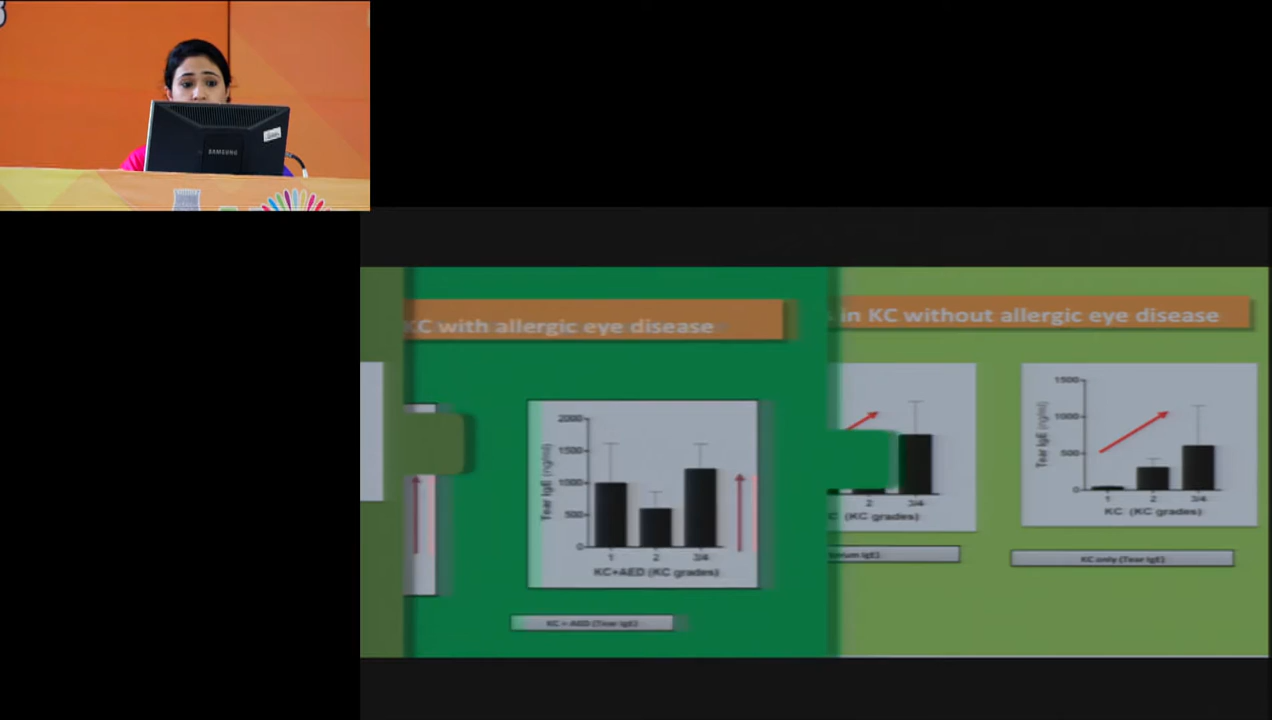 SAMSUNG
KC with allergic eye disease
in KC without allergic eye disease
2000
1500
1000
500
0
Tear IgE (ng/ml)
1 2 3/4
KC+AED (KC grades)
KC + AED (Tear IgE)
2 3/4
(KC grades)
Serum IgE)
1500
1000
500
0
Tear IgE (ng/ml)
1 2 3/4
KC (KC grades)
KC only (Tear IgE)